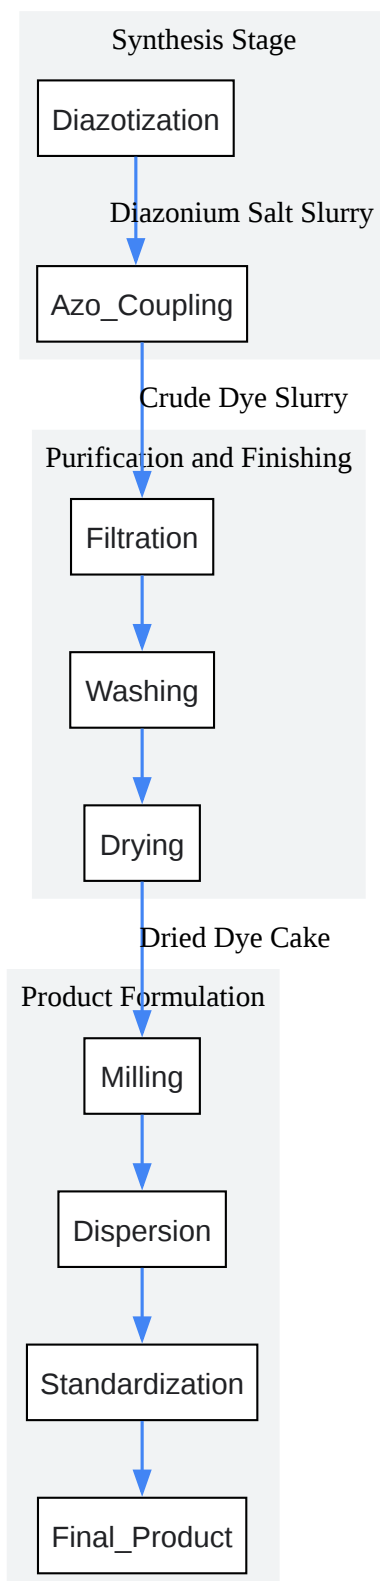 Synthesis Stage
Diazotization
Diazonium Salt Slurry
Azo_Coupling
Crude Dye Slurry
Purification and Finishing
Filtration
Washing
Drying
Dried Dye Cake
Product Formulation
Milling
Dispersion
Standardization
Final_Product